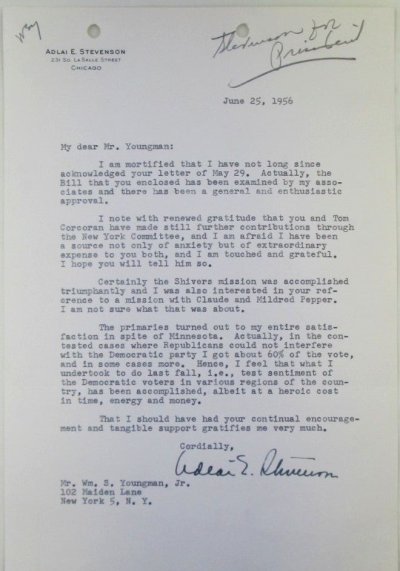 Stevenson for
President
ADLAI E. STEVENSON
231 SO. LASALLE STREET
CHICAGO
June 25, 1956
My dear Mr. Youngman:
I am mortified that I have not long since
acknowledged your letter of May 29. Actually, the
Bill that you enclosed has been examined by my asso-
ciates and there has been a general and enthusiastic
approval.
I note with renewed gratitude that you and Tom
Corcoran have made still further contributions through
the New York Committee, and I am afraid I have been
a source not only of anxiety but of extraordinary
expense to you both, and I am touched and grateful.
I hope you will tell him so.
Certainly the Shivers mission was accomplished
triumphantly and I was also interested in your ref-
erence to a mission with Claude and Mildred Pepper.
I am not sure what that was about.
The primaries turned out to my entire satis-
faction in spite of Minnesota. Actually, in the con-
tested cases where Republicans could not interfere
with the Democratic party I got about 60% of the vote,
and in some cases more. Hence, I feel that what I
undertook to do last fall, i.e., test sentiment of
the Democratic voters in various regions of the coun-
try, has been accomplished, albeit at a heroic cost
in time, energy and money.
That I should have had your continual encourage-
ment and tangible support gratifies me very much.
Cordially,
Adlai E. Stevenson
Mr. Wm. S. Youngman, Jr.
102 Maiden Lane
New York 5, N. Y.